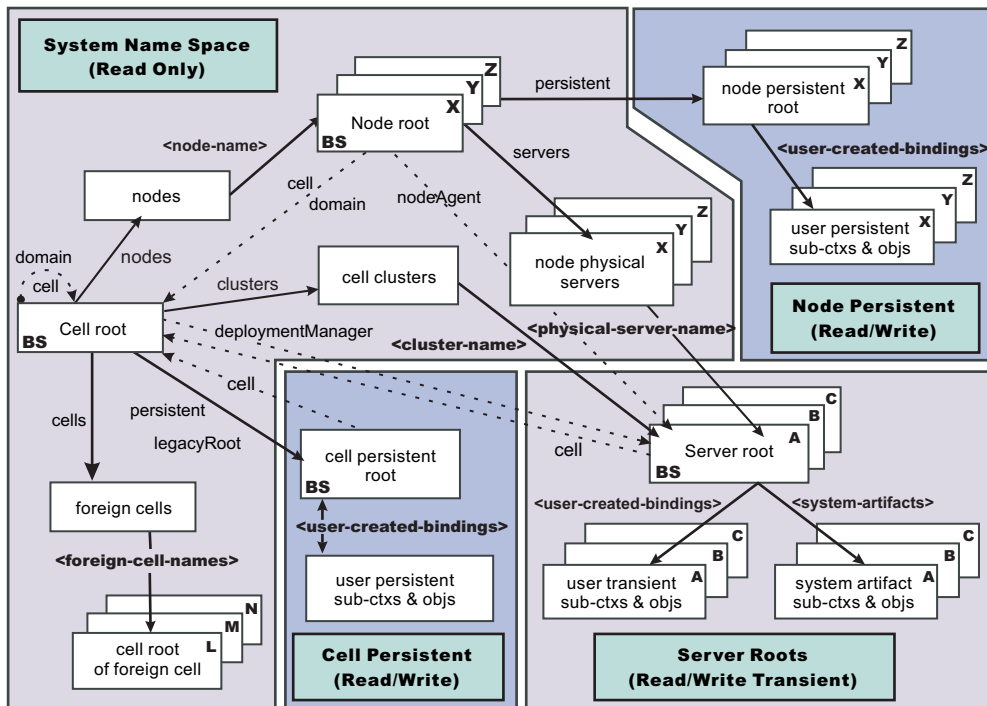 System Name Space
(Read Only)
Z
Y
X
Node root
BS
persistent
Z
Y
X
node persistent
root
<node-name>
<user-created-bindings>
servers
cell
domain
nodeAgent
nodes
Z
Y
X
user persistent
sub-ctxs & objs
Z
Y
X
node physical
servers
domain
cell
nodes
clusters
cell clusters
Cell root
BS
deploymentManager
<physical-server-name>
<cluster-name>
Node Persistent
(Read/Write)
cell
cells
persistent
legacyRoot
C
B
A
Server root
BS
cell
cell persistent
root
BS
foreign cells
<user-created-bindings>
<user-created-bindings>
<system-artifacts>
<foreign-cell-names>
C
B
A
user transient
sub-ctxs & objs
C
B
A
system artifact
sub-ctxs & objs
user persistent
sub-ctxs & objs
N
M
L
cell root
of foreign cell
Cell Persistent
(Read/Write)
Server Roots
(Read/Write Transient)